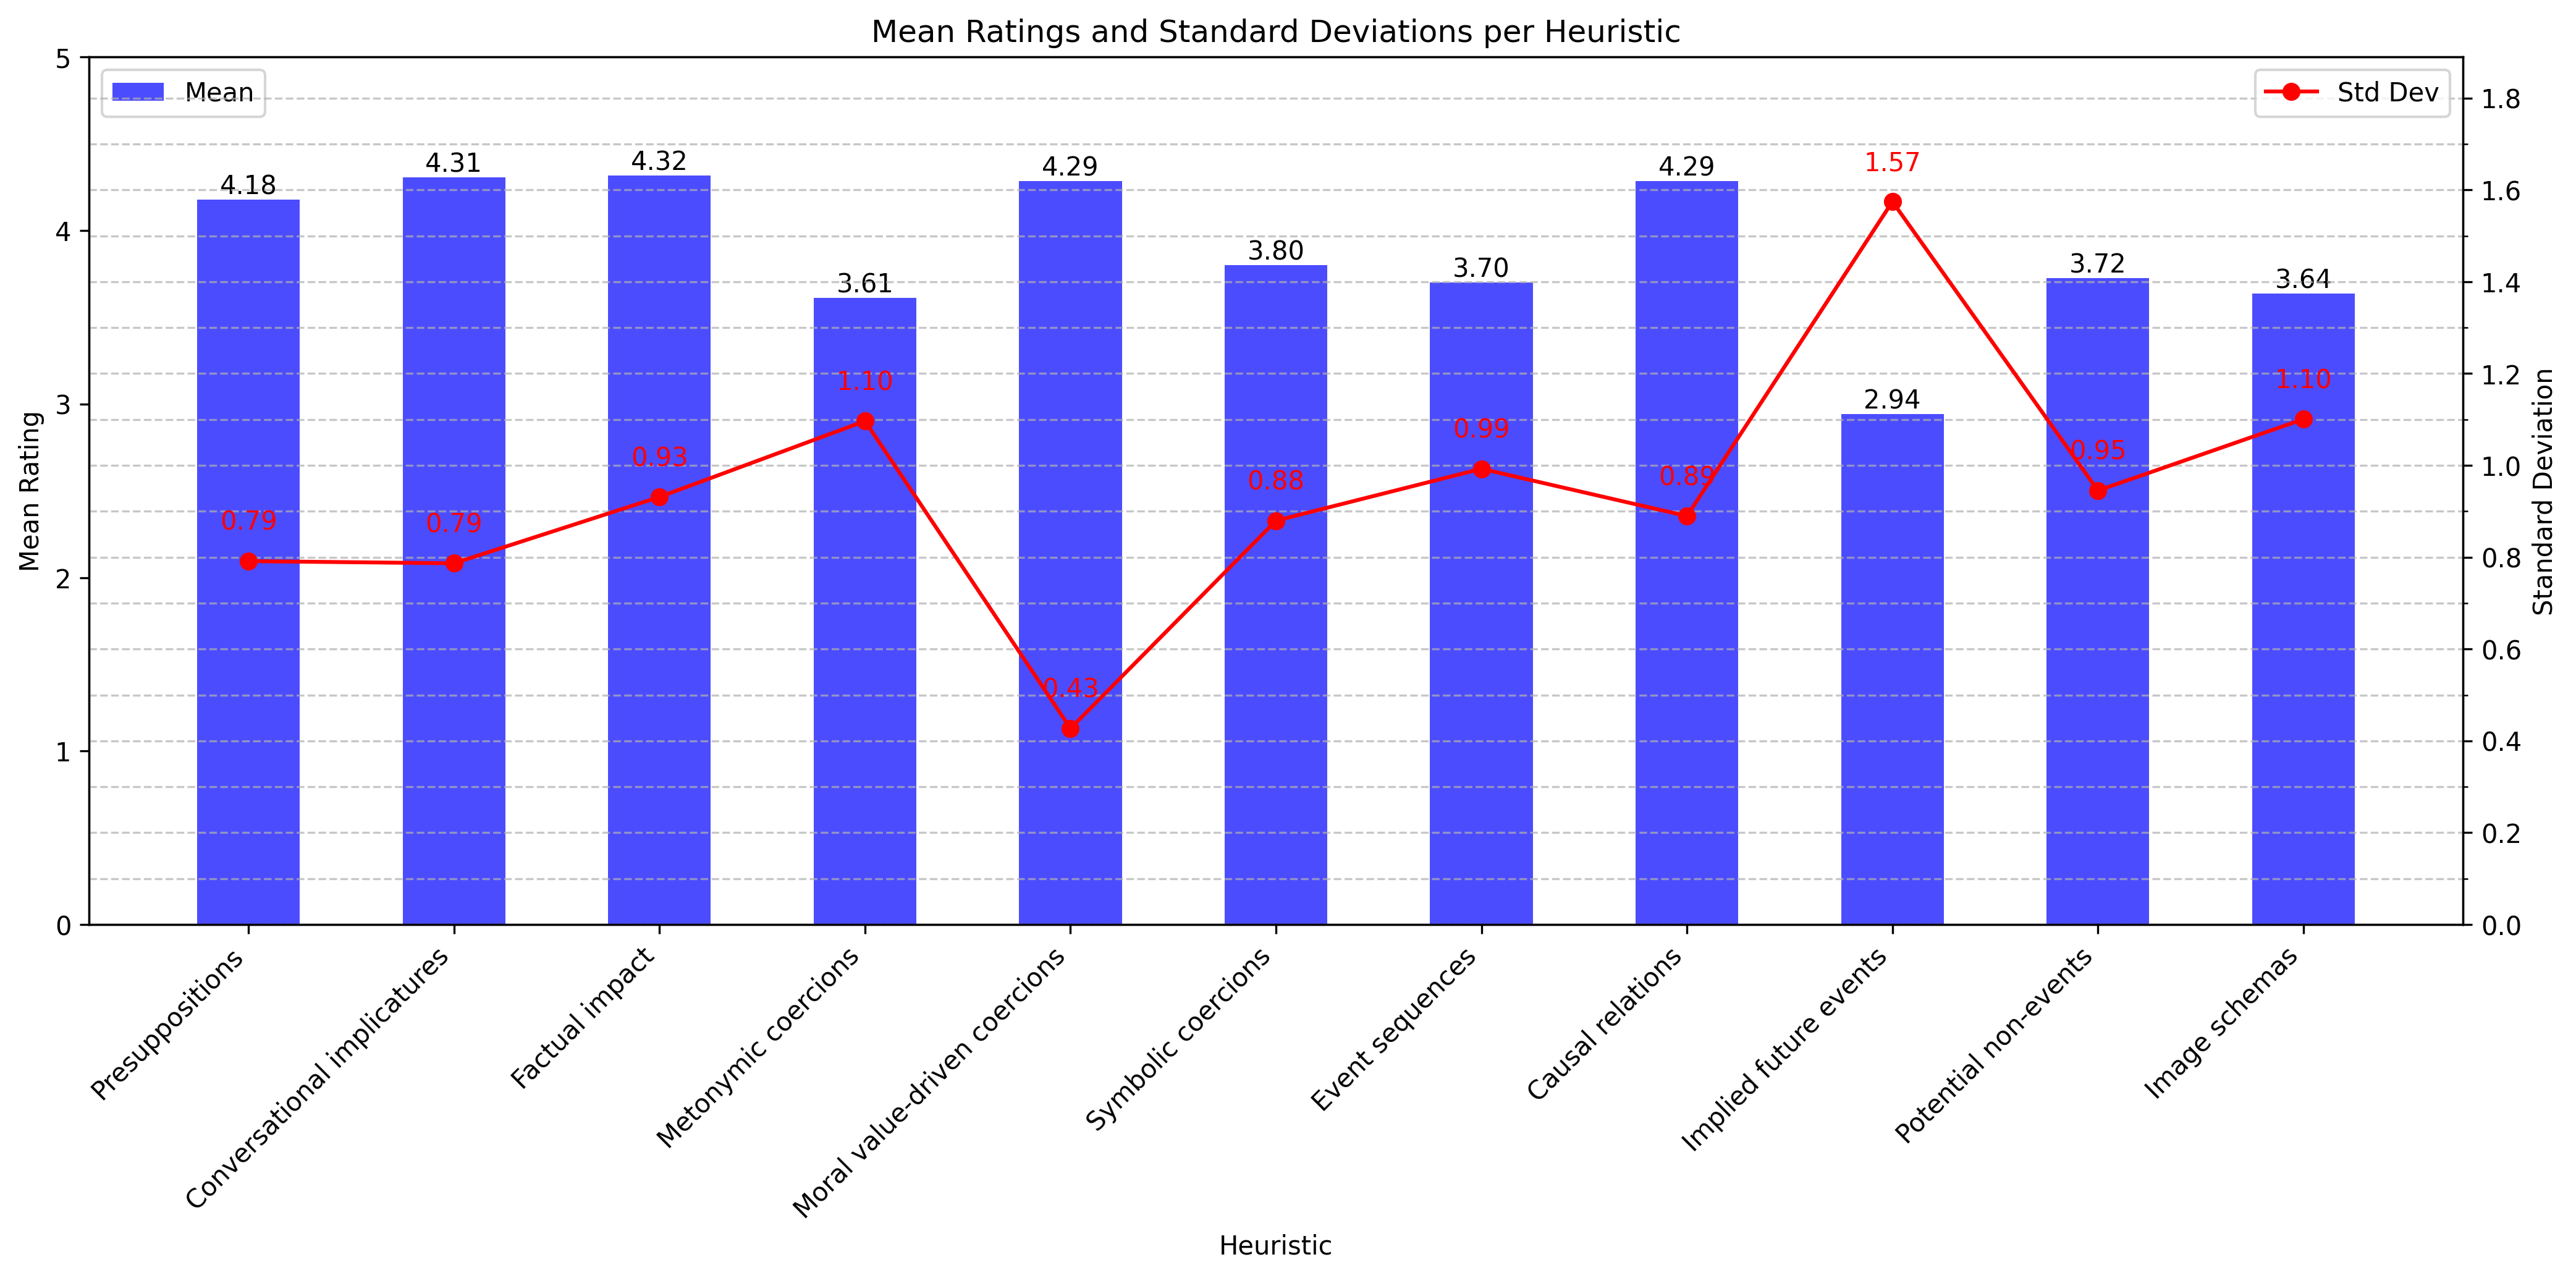 Mean Ratings and Standard Deviations per Heuristic
Mean
Std Dev
5
4
3
2
1
0
Mean Rating
1.8
1.6
1.4
1.2
1.0
0.8
0.6
0.4
0.2
0.0
Standard Deviation
4.18
4.31
4.32
3.61
4.29
3.80
3.70
4.29
2.94
3.72
3.64
0.79
0.79
0.93
1.10
0.43
0.88
0.99
0.89
1.57
0.95
1.10
Presuppositions
Conversational implicatures
Factual impact
Metonymic coercions
Moral value-driven coercions
Symbolic coercions
Event sequences
Causal relations
Implied future events
Potential non-events
Image schemas
Heuristic